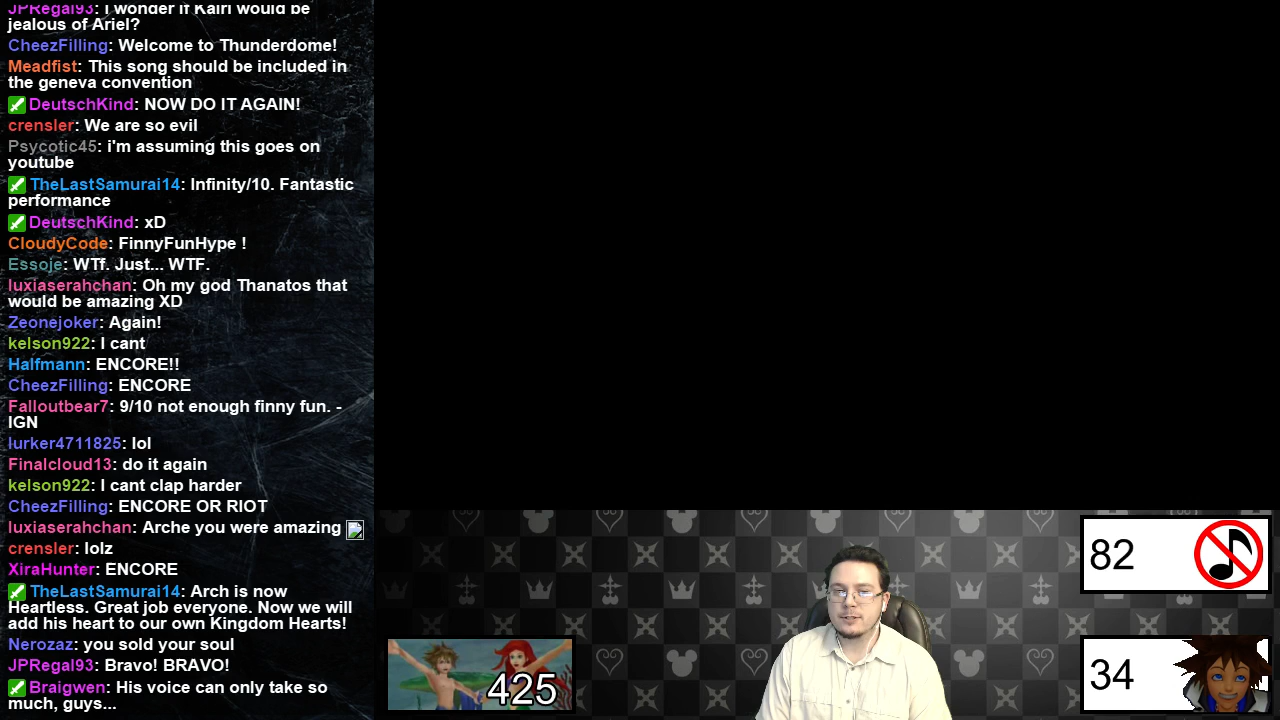 JPRegal93: I wonder if Kairi would be
jealous of Ariel?
CheezFilling: Welcome to Thunderdome!
Meadfist: This song should be included in
the geneva convention
DeutschKind: NOW DO IT AGAIN!
crensler: We are so evil
Psycotic45: i'm assuming this goes on
youtube
TheLastSamurai14: Infinity/10. Fantastic
performance
DeutschKind: xD
CloudyCode: FinnyFunHype !
Essoje: WTf. Just... WTF.
luxiaserahchan: Oh my god Thanatos that
would be amazing XD
Zeonejoker: Again!
kelson922: I cant
Halfmann: ENCORE!!
CheezFilling: ENCORE
Falloutbear7: 9/10 not enough finny fun. -
IGN
lurker4711825: lol
Finalcloud13: do it again
kelson922: I cant clap harder
CheezFilling: ENCORE OR RIOT
luxiaserahchan: Arche you were amazing
crensler: lolz
XiraHunter: ENCORE
TheLastSamurai14: Arch is now
Heartless. Great job everyone. Now we will
add his heart to our own Kingdom Hearts!
Nerozaz: you sold your soul
JPRegal93: Bravo! BRAVO!
Braigwen: His voice can only take so
much, guys...
425
82
34